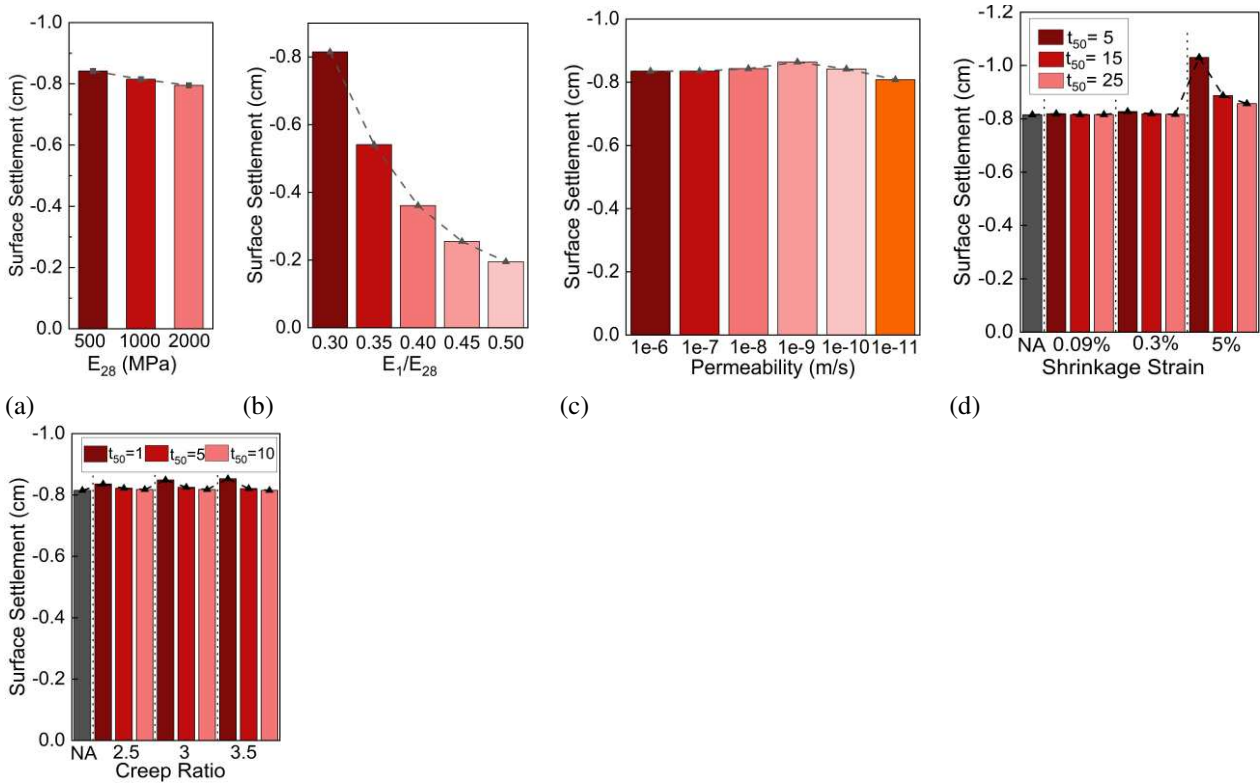 -1.0
-0.8
-0.6
-0.4
-0.2
0.0
Surface Settlement (cm)
500 1000 2000
E28 (MPa)
-0.8
-0.6
-0.4
-0.2
0.0
Surface Settlement (cm)
0.30 0.35 0.40 0.45 0.50
E1/E28
-1.0
-0.8
-0.6
-0.4
-0.2
0.0
Surface Settlement (cm)
1e-6 1e-7 1e-8 1e-9 1e-10 1e-11
Permeability (m/s)
-1.2
-1.0
-0.8
-0.6
-0.4
-0.2
0.0
Surface Settlement (cm)
t50= 5
t50= 15
t50= 25
NA 0.09% 0.3% 5%
Shrinkage Strain
(a) (b) (c) (d)
-1.0
-0.8
-0.6
-0.4
-0.2
0.0
Surface Settlement (cm)
t50=1 t50=5 t50=10
NA 2.5 3 3.5
Creep Ratio